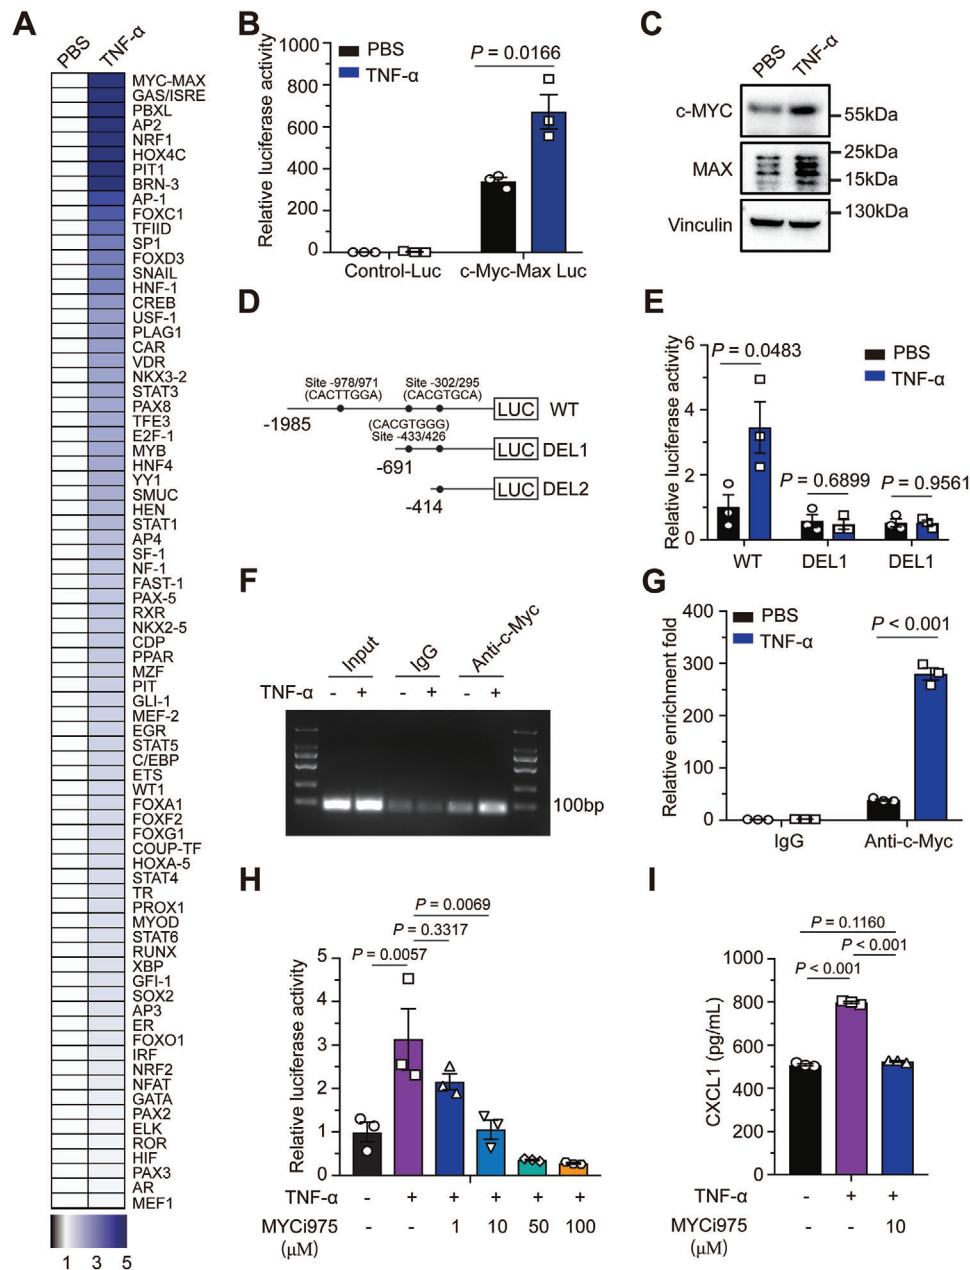 A
PBS
TNF-α
MYC-MAX
GAS/ISRE
PBXL
AP2
NRF1
HOX4C
PIT1
BRN-3
AP-1
FOXC1
TFIID
SP1
FOXD3
SNAIL
HNF-1
CREB
USF-1
PLAG1
CAR
VDR
NKX3-2
STAT3
PAX8
TFE3
E2F-1
MYB
HNF4
YY1
SMUC
HEN
STAT1
AP4
SF-1
NF-1
FAST-1
PAX-5
RXR
NKX2-5
CDP
PPAR
MZF
PIT
GLI-1
MEF-2
EGR
STAT5
C/EBP
ETS
WT1
FOXA1
FOXF2
FOXG1
COUP-TF
HOXA-5
STAT4
TR
PROX1
MYOD
STAT6
RUNX
XBP
GFI-1
SOX2
AP3
ER
FOXO1
IRF
NRF2
NFAT
GATA
PAX2
ELK
ROR
HIF
PAX3
AR
MEF1
1 3 5
B
Relative luciferase activity
1000
800
600
400
200
0
PBS
TNF-α
P = 0.0166
Control-Luc c-Myc-Max Luc
C
PBS
TNF-α
c-MYC
55kDa
MAX
25kDa
15kDa
Vinculin
130kDa
D
Site -978/971
(CACTTGGA)
Site -302/295
(CACGTGCA)
-1985
LUC WT
(CACGTGGG)
Site -433/426
-691
LUC DEL1
-414
LUC DEL2
E
Relative luciferase activity
6
4
2
0
PBS
TNF-α
P = 0.0483
P = 0.6899
P = 0.9561
WT DEL1 DEL1
F
Input IgG Anti-c-Myc
TNF-α - + - + - +
100bp
G
Relative enrichment fold
400
300
200
100
0
PBS
TNF-α
P < 0.001
IgG Anti-c-Myc
H
Relative luciferase activity
5
4
3
2
1
0
P = 0.0069
P = 0.3317
P = 0.0057
TNF-α - + + + + +
MYCi975 - - 1 10 50 100
(μM)
I
CXCL1 (pg/mL)
1000
800
600
400
200
0
P = 0.1160
P < 0.001
P < 0.001
TNF-α - + +
MYCi975 - - 10
(μM)